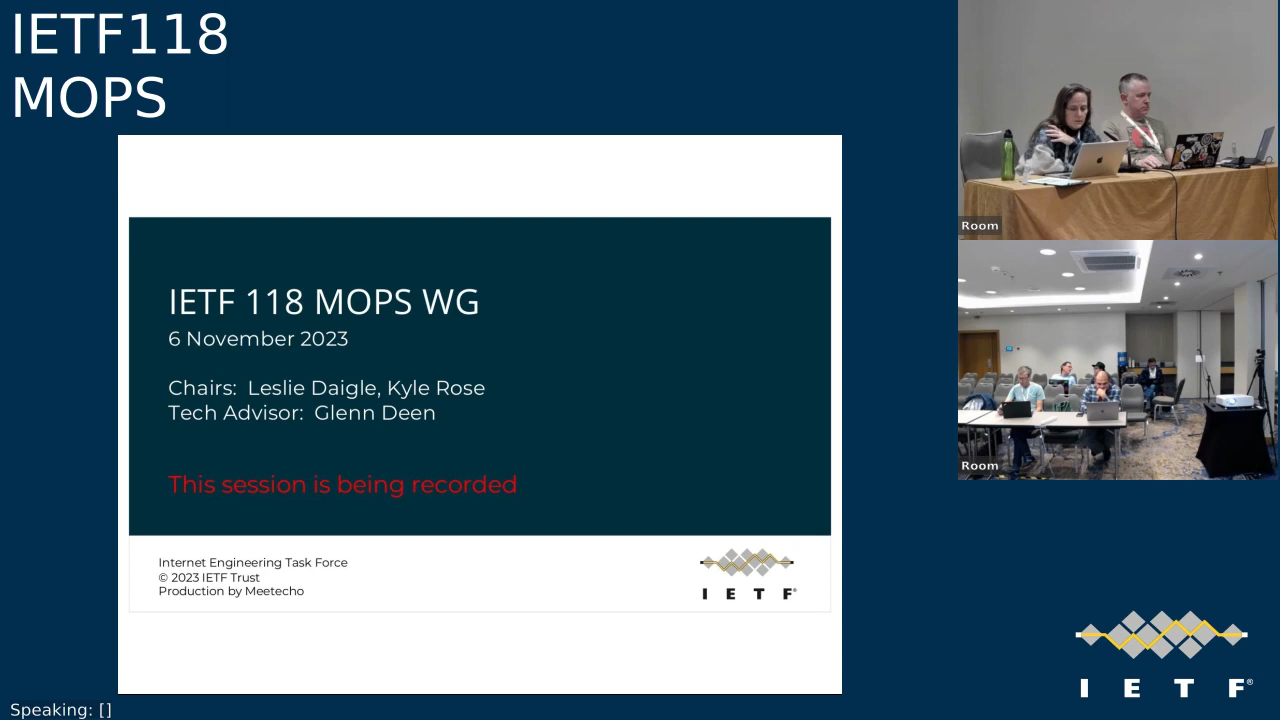 IETF118
MOPS
IETF 118 MOPS WG
6 November 2023
Chairs:  Leslie Daigle, Kyle Rose
Tech Advisor:  Glenn Deen
This session is being recorded
Internet Engineering Task Force
© 2023 IETF Trust
Production by Meetecho
I E T F®
Room
Room
I E T F®
Speaking: []